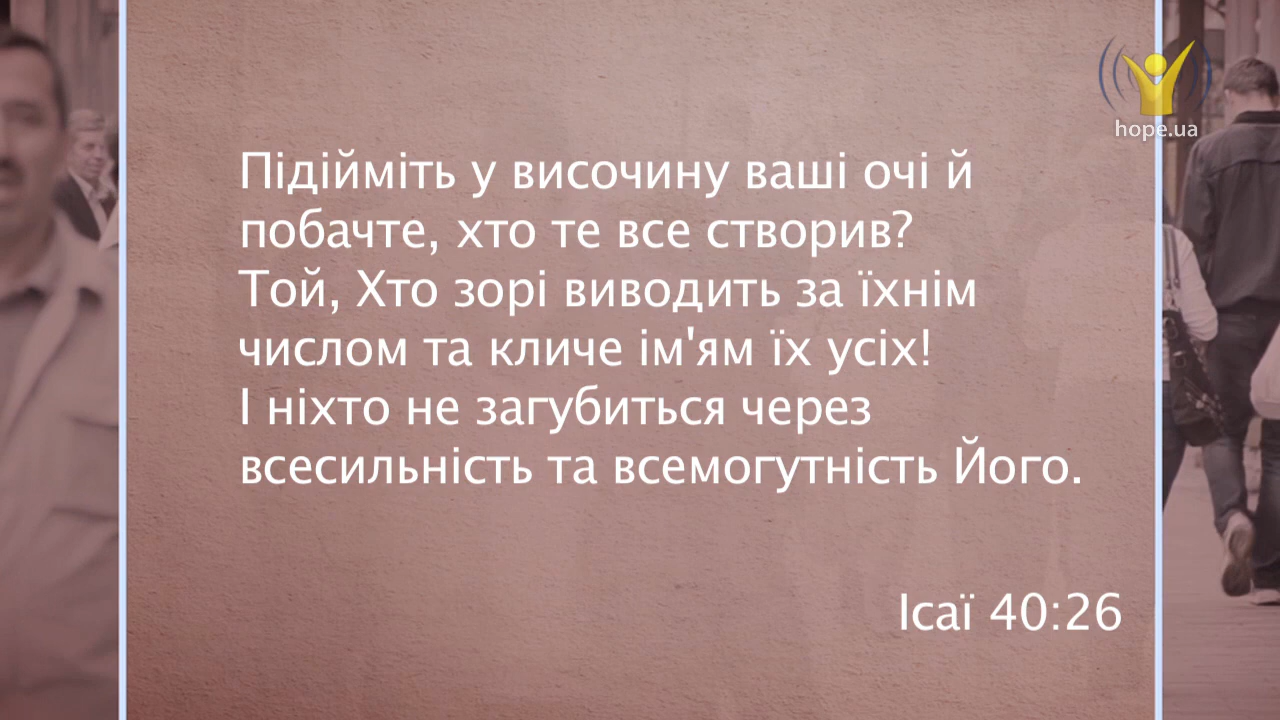 hope.ua
Підійміть у височину ваші очі й
побачте, хто те все створив?
Той, Хто зорі виводить за їхнім
числом та кличе ім'ям їх усіх!
І ніхто не загубиться через
всесильність та всемогутність Його.
Ісаї 40:26